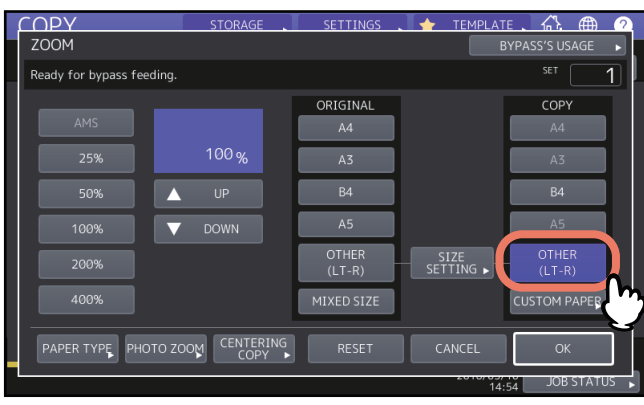 COPY STORAGE SETTINGS TEMPLATE ?
ZOOM BYPASS'S USAGE
Ready for bypass feeding. SET 1
ORIGINAL COPY
AMS 100 % A4 A4
25% A3 A3
50% UP B4 B4
100% DOWN A5 A5
200% OTHER (LT-R) SIZE SETTING OTHER (LT-R)
400% MIXED SIZE CUSTOM PAPER
PAPER TYPE PHOTO ZOOM CENTERING COPY RESET CANCEL OK
14:54 JOB STATUS